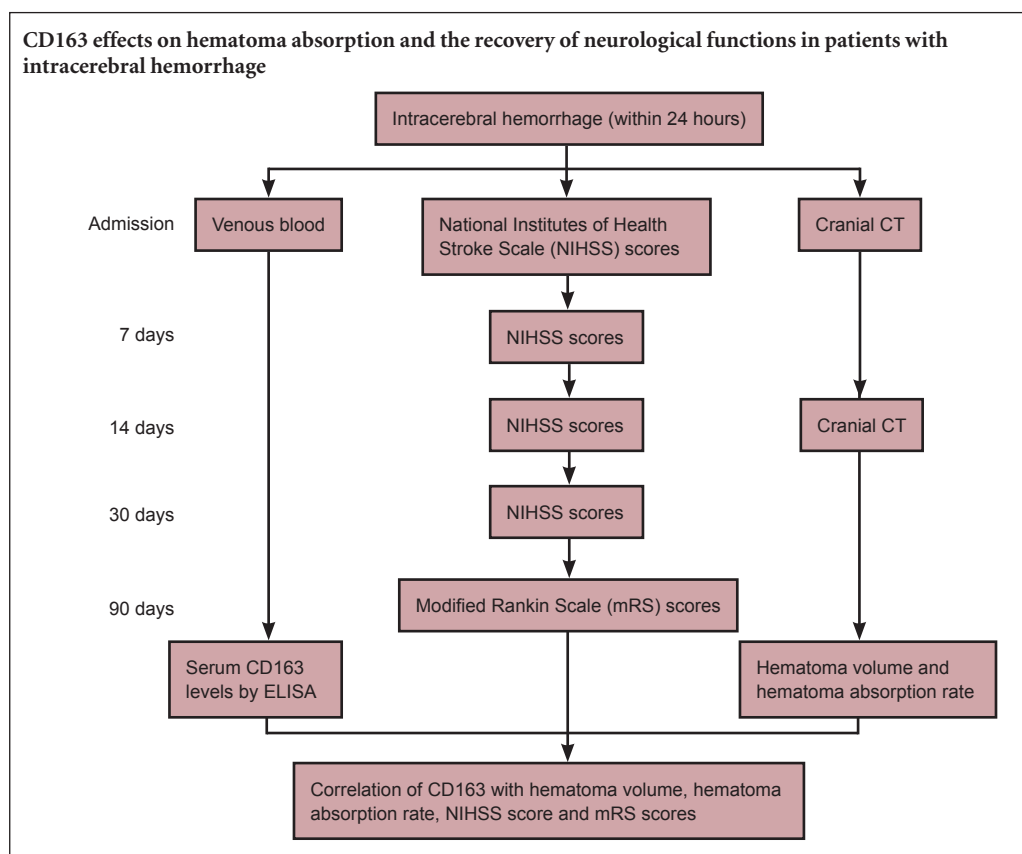 CD163 effects on hematoma absorption and the recovery of neurological functions in patients with
intracerebral hemorrhage
Intracerebral hemorrhage (within 24 hours)
Admission
Venous blood
National Institutes of Health
Stroke Scale (NIHSS) scores
Cranial CT
7 days
NIHSS scores
14 days
NIHSS scores
Cranial CT
30 days
NIHSS scores
90 days
Modified Rankin Scale (mRS) scores
Serum CD163
levels by ELISA
Hematoma volume and
hematoma absorption rate
Correlation of CD163 with hematoma volume, hematoma
absorption rate, NIHSS score and mRS scores